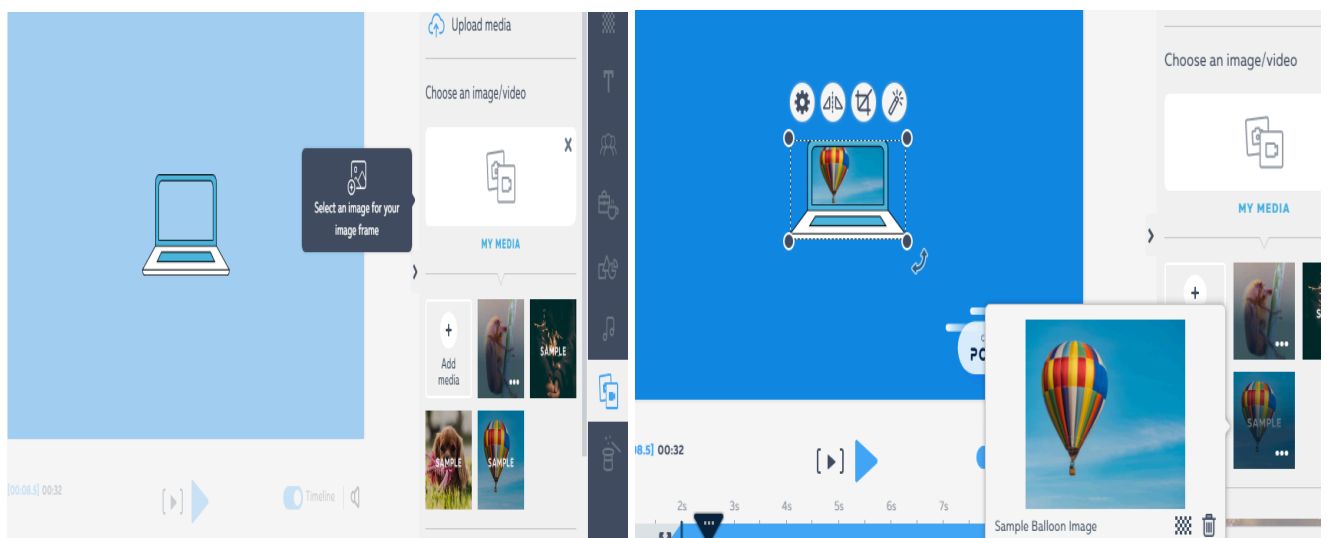 Upload media
Choose an image/video
Select an image for your
image frame
MY MEDIA
+
Add
media
SAMPLE
SAMPLE
SAMPLE
[00:08.5] 00:32
Timeline
Choose an image/video
MY MEDIA
+
SAMPLE
8.5] 00:32
2s 3s 4s 5s 6s 7s
Sample Balloon Image